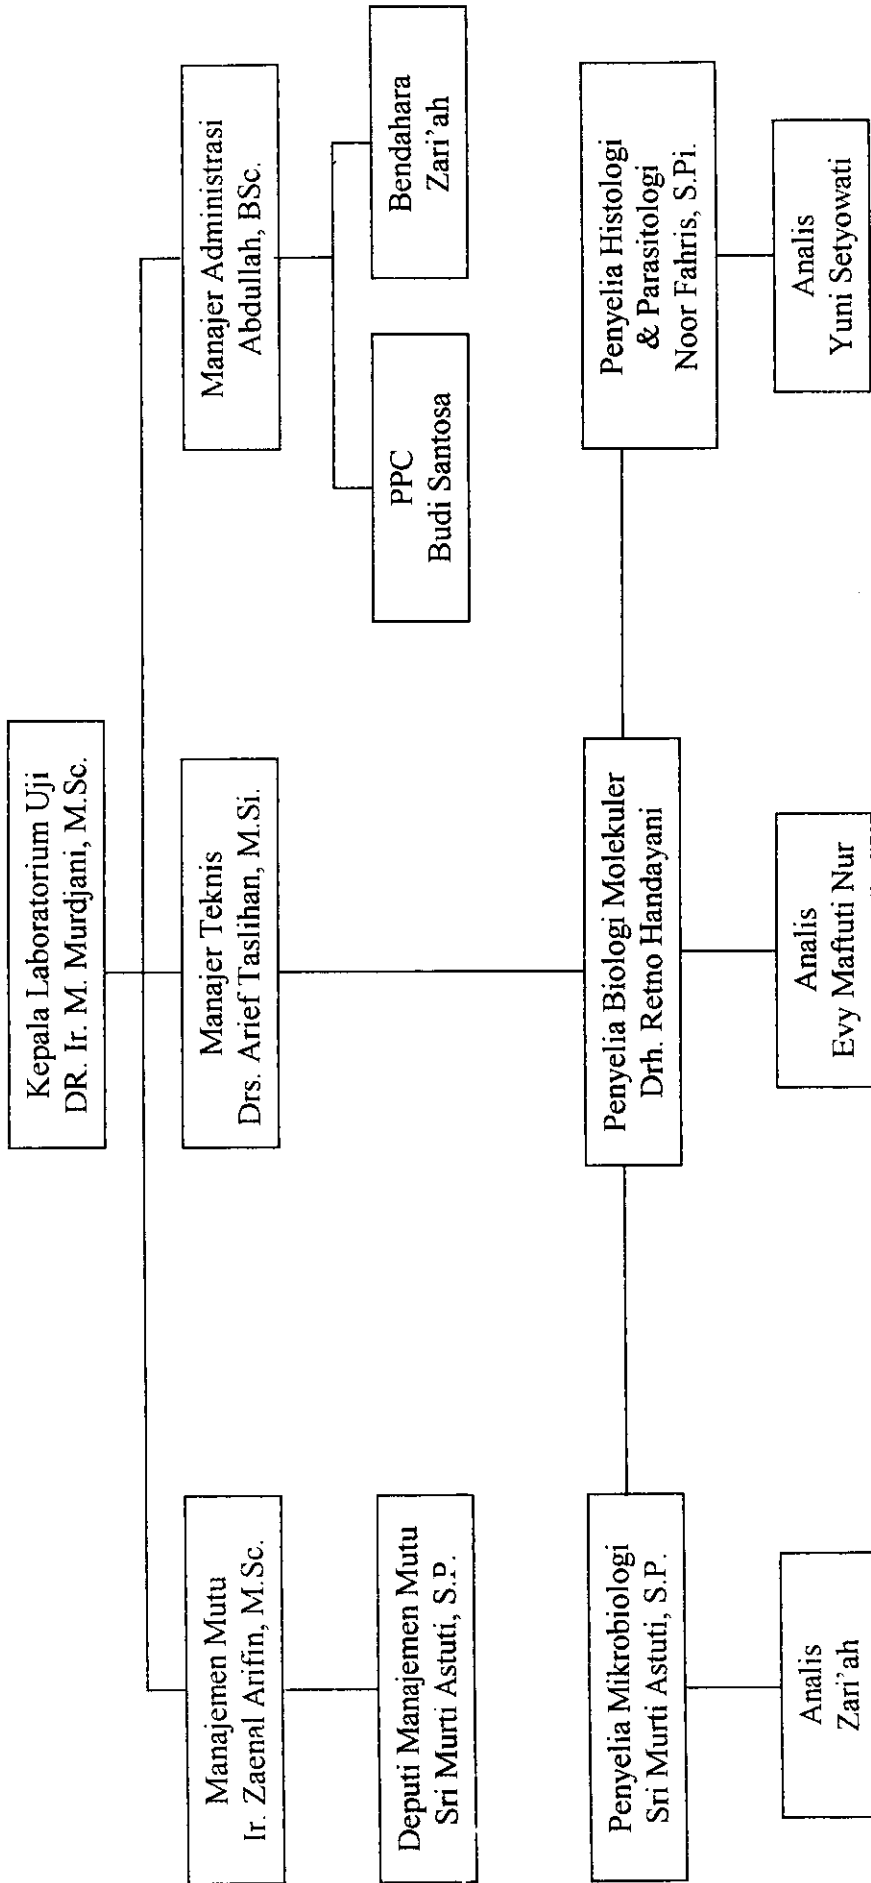 Kepala Laboratorium Uji
DR. Ir. M. Murdjani, M.Sc.
Manajemen Mutu
Ir. Zaenal Arifin, M.Sc.
Manajer Teknis
Drs. Arief Taslihan, M.Si.
Manajer Administrasi
Abdullah, BSc.
Deputi Manajemen Mutu
Sri Murti Astuti, S.P.
PPC
Budi Santosa
Bendahara
Zari'ah
Penyelia Mikrobiologi
Sri Murti Astuti, S.P.
Penyelia Biologi Molekuler
Drh. Retno Handayani
Penyelia Histologi
& Parasitologi
Noor Fahris, S.Pi.
Analis
Zari'ah
Analis
Evy Maftuti Nur
Analis
Yuni Setyowati